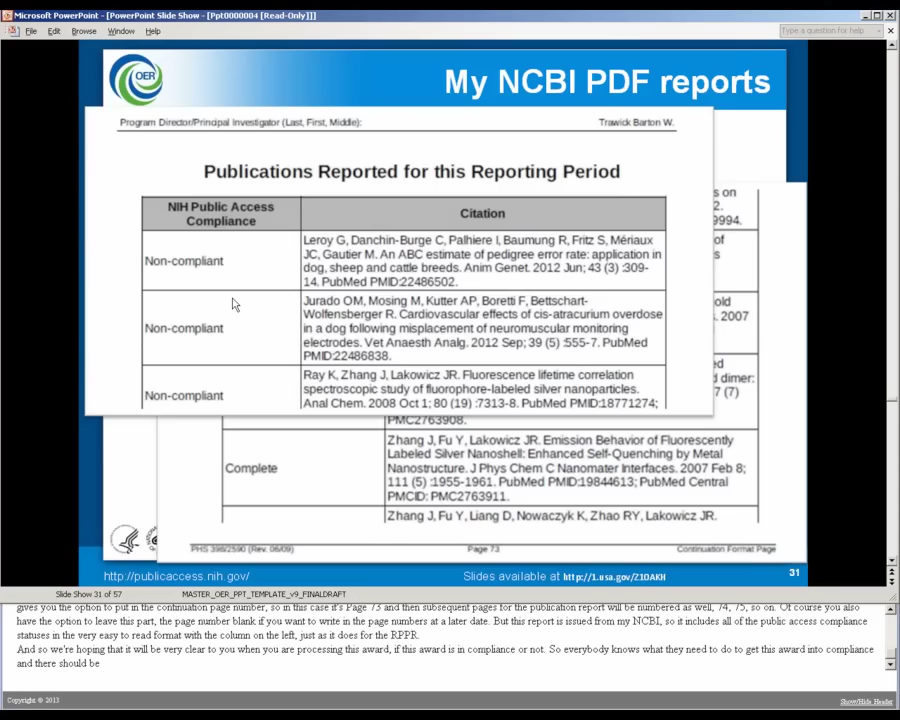 Microsoft PowerPoint - [PowerPoint Slide Show - [Ppt0000004 [Read-Only]]]
File Edit Browse Window Help
Type a question for help
OER
My NCBI PDF reports
Program Director/Principal Investigator (Last, First, Middle): Trawick Barton W.
Publications Reported for this Reporting Period
NIH Public Access
Compliance
Citation
Non-compliant
Leroy G, Danchin-Burge C, Palhiere I, Baumung R, Fritz S, Mériaux
JC, Gautier M. An ABC estimate of pedigree error rate: application in
dog, sheep and cattle breeds. Anim Genet. 2012 Jun; 43 (3) :309-
14. PubMed PMID:22486502.
Non-compliant
Jurado OM, Mosing M, Kutter AP, Boretti F, Bettschart-
Wolfensberger R. Cardiovascular effects of cis-atracurium overdose
in a dog following misplacement of neuromuscular monitoring
electrodes. Vet Anaesth Analg. 2012 Sep; 39 (5) :555-7. PubMed
PMID:22486838.
Non-compliant
Ray K, Zhang J, Lakowicz JR. Fluorescence lifetime correlation
spectroscopic study of fluorophore-labeled silver nanoparticles.
Anal Chem. 2008 Oct 1; 80 (19) :7313-8. PubMed PMID:18771274;
s on
2.
9994.
of
s
old
s. 2007
ed
d dimer:
7 (7)
PMC2763908.
Complete
Zhang J, Fu Y, Lakowicz JR. Emission Behavior of Fluorescently
Labeled Silver Nanoshell: Enhanced Self-Quenching by Metal
Nanostructure. J Phys Chem C Nanomater Interfaces. 2007 Feb 8;
111 (5) :1955-1961. PubMed PMID:19844613; PubMed Central
PMCID: PMC2763911.
Zhang J, Fu Y, Liang D, Nowaczyk K, Zhao RY, Lakowicz JR.
PHS 398/2590 (Rev. 06/09) Page 73 Continuation Format Page
http://publicaccess.nih.gov/ Slides available at http://1.usa.gov/Z1OAKH 31
Slide Show 31 of 57 MASTER_OER_PPT_TEMPLATE_v9_FINALDRAFT
gives you the option to put in the continuation page number, so in this case it's Page 73 and then subsequent pages for the publication report will be numbered as well, 74, 75, so on. Of course you also
have the option to leave this part, the page number blank if you want to write in the page numbers at a later date. But this report is issued from my NCBI, so it includes all of the public access compliance
statuses in the very easy to read format with the column on the left, just as it does for the RPPR.
And so we're hoping that it will be very clear to you when you are processing this award, if this award is in compliance or not. So everybody knows what they need to do to get this award into compliance
and there should be
Copyright © 2013 Show/Hide Header